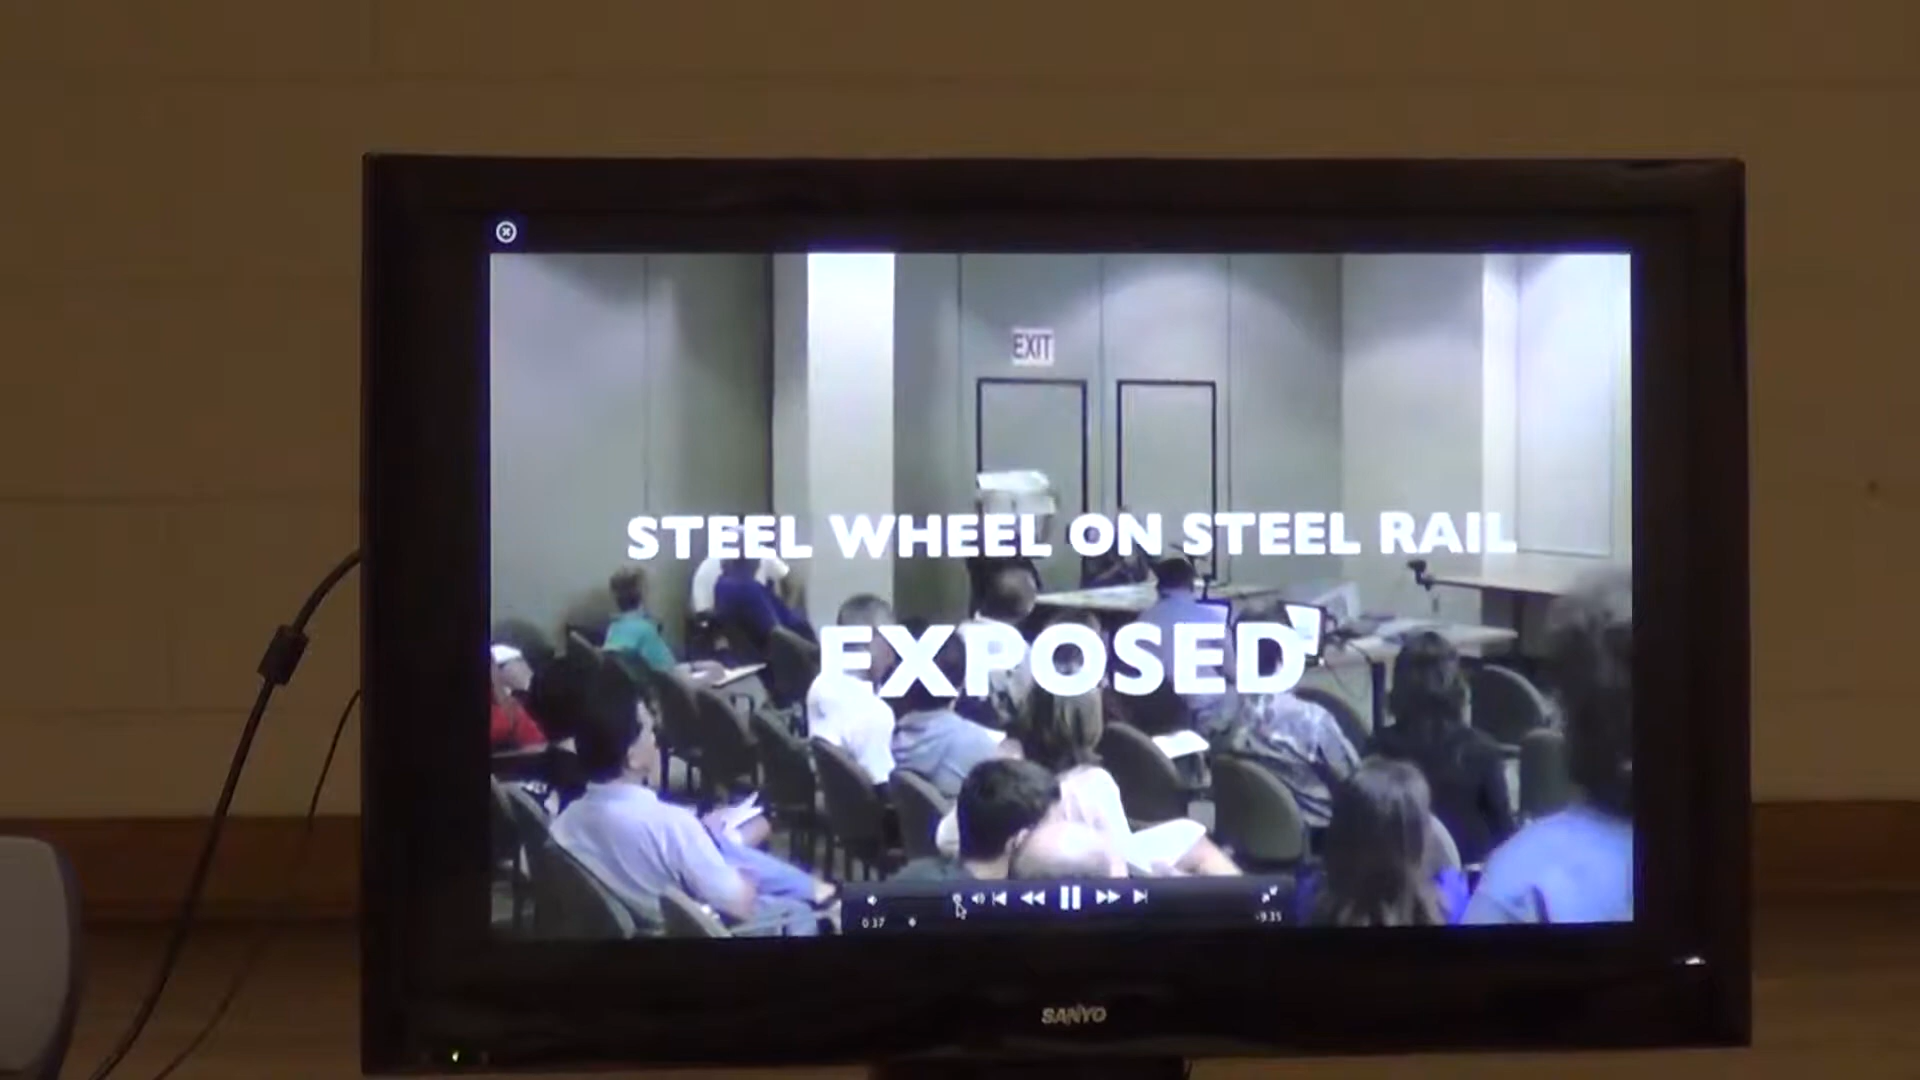 EXIT
STEEL WHEEL ON STEEL RAIL
EXPOSED
0:37
-9:35
SANYO